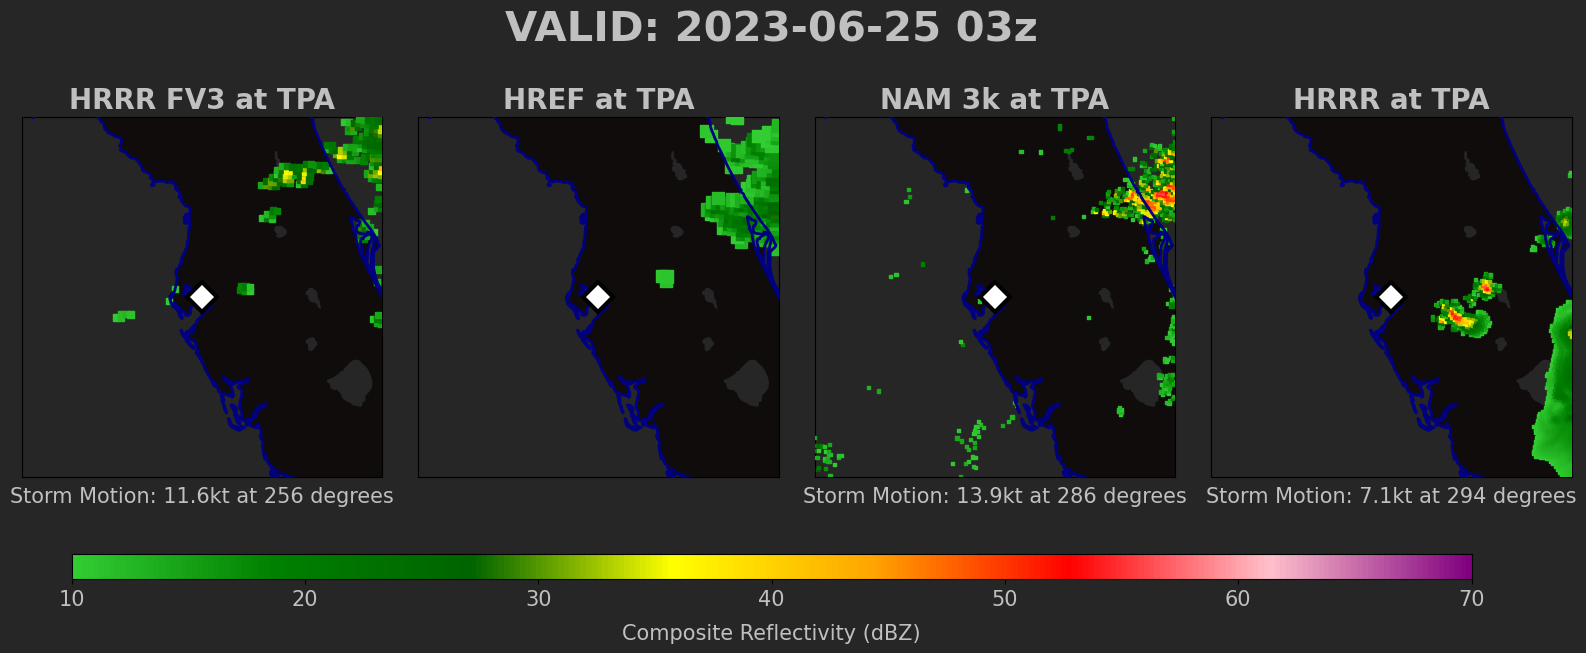 VALID: 2023-06-25 03z
HRRR FV3 at TPA
HREF at TPA
NAM 3k at TPA
HRRR at TPA
Storm Motion: 11.6kt at 256 degrees
Storm Motion: 13.9kt at 286 degrees
Storm Motion: 7.1kt at 294 degrees
10 20 30 40 50 60 70
Composite Reflectivity (dBZ)